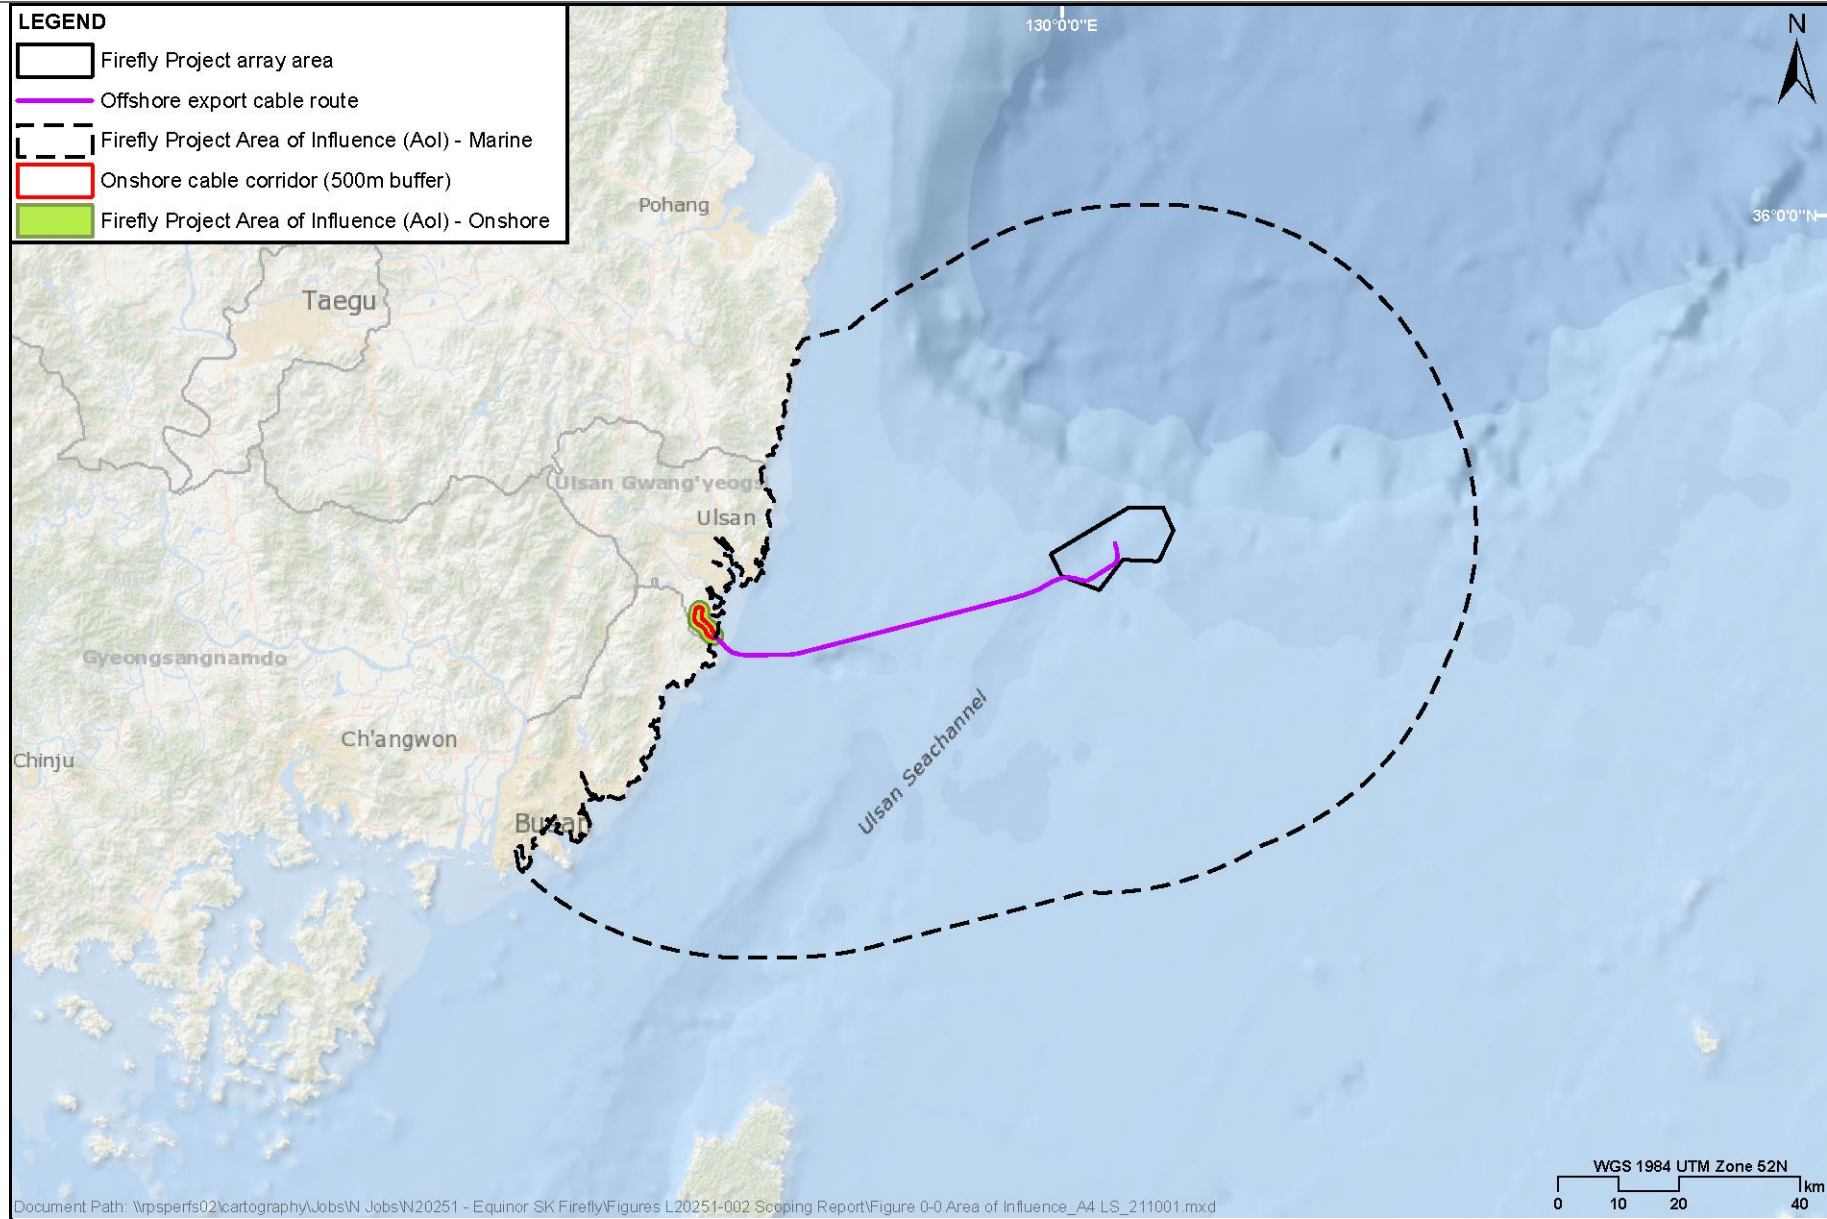 LEGEND
Firefly Project array area
Offshore export cable route
Firefly Project Area of Influence (AoI) - Marine
Onshore cable corridor (500m buffer)
Firefly Project Area of Influence (AoI) - Onshore
130°0'0"E
N
36°0'0"N
Pohang
Taegu
Ulsan Gwang'yeogs
Ulsan
Gyeongsangnamdo
Ch'angwon
Chinju
Busan
Ulsan Seachannel
WGS 1984 UTM Zone 52N
km
0 10 20 40
Document Path: \\rpsperfs02\cartography\Jobs\N Jobs\N20251 - Equinor SK Firefly\Figures L20251-002 Scoping Report\Figure 0-0 Area of Influence_A4 LS_211001.mxd